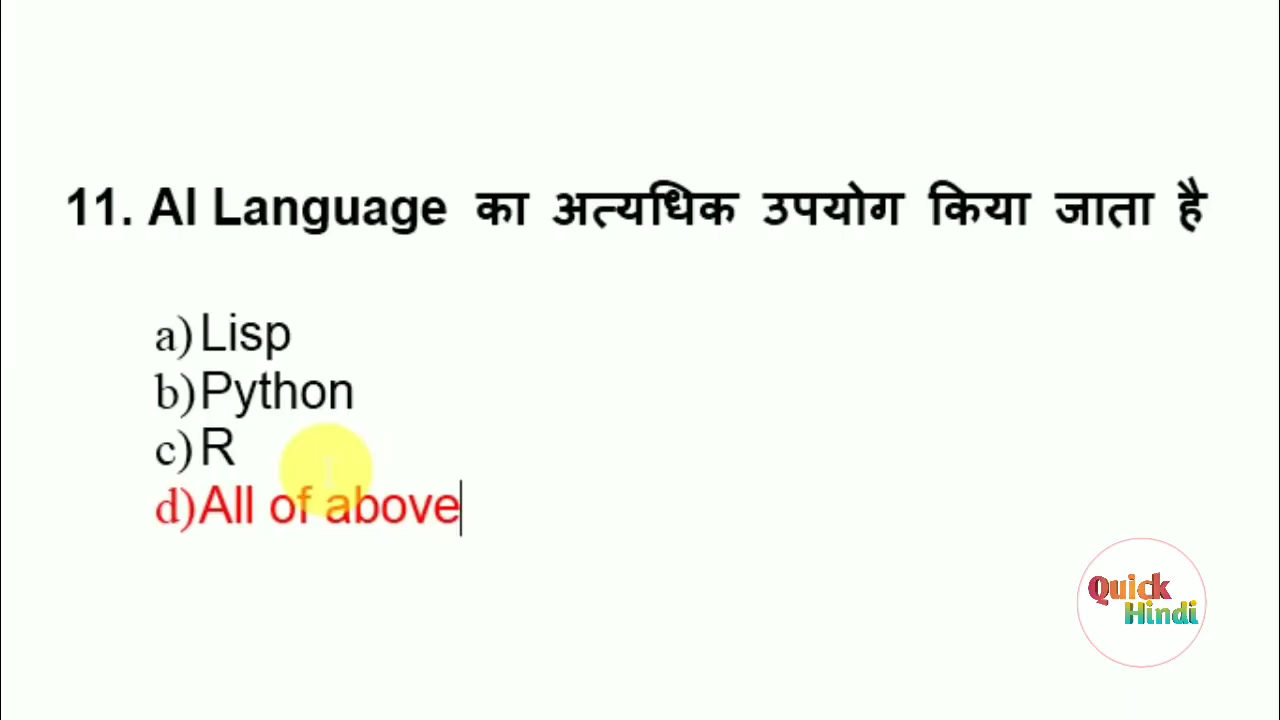 11. AI Language का अत्यधिक उपयोग किया जाता है
a) Lisp
b) Python
c) R
d) All of above
Quick
Hindi